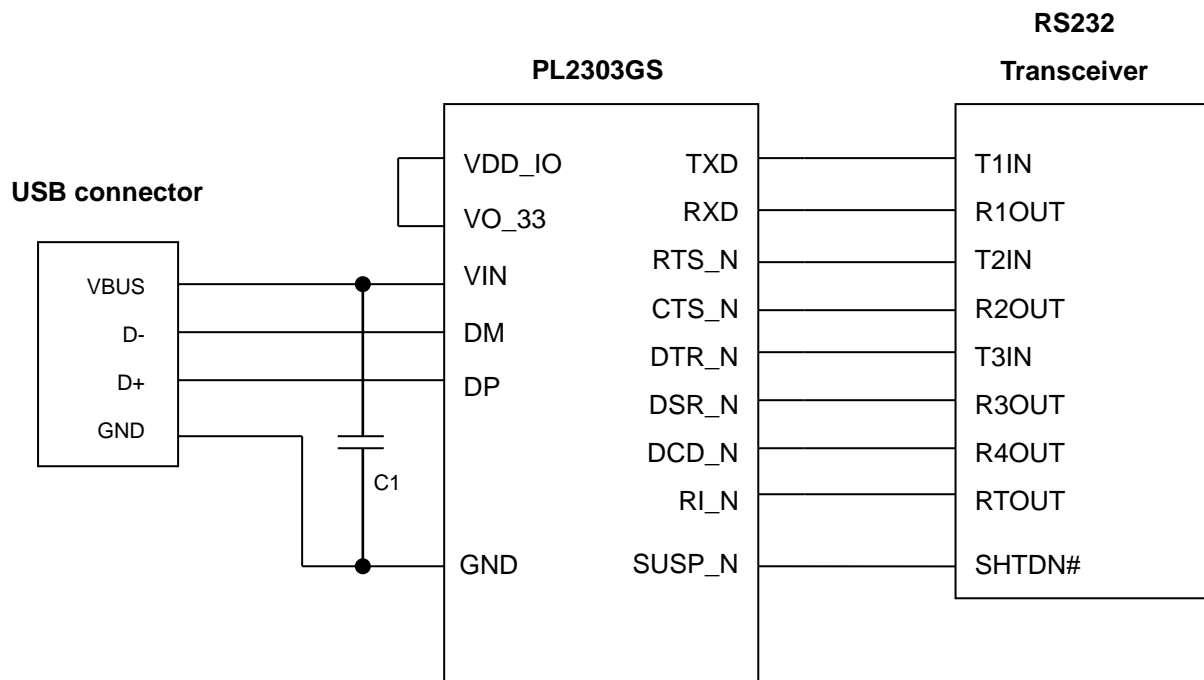 RS232
Transceiver
PL2303GS
USB connector
VBUS
D-
D+
GND
C1
VDD_IO
VO_33
VIN
DM
DP
GND
TXD
RXD
RTS_N
CTS_N
DTR_N
DSR_N
DCD_N
RI_N
SUSP_N
T1IN
R1OUT
T2IN
R2OUT
T3IN
R3OUT
R4OUT
RTOUT
SHTDN#